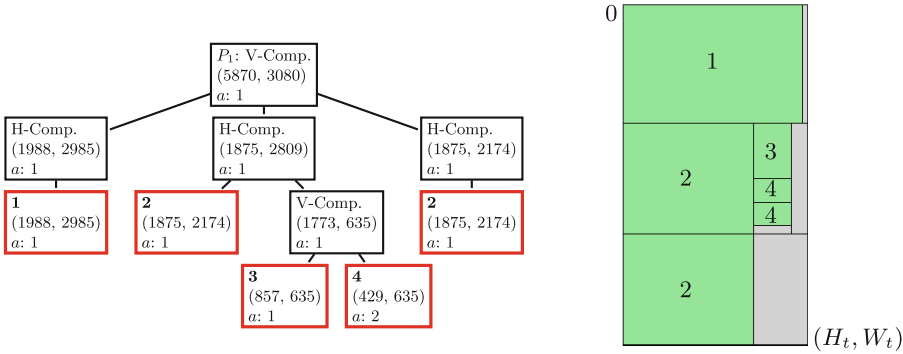 P₁: V-Comp.
(5870, 3080)
a: 1
H-Comp.
(1988, 2985)
a: 1
H-Comp.
(1875, 2809)
a: 1
H-Comp.
(1875, 2174)
a: 1
1
(1988, 2985)
a: 1
2
(1875, 2174)
a: 1
V-Comp.
(1773, 635)
a: 1
2
(1875, 2174)
a: 1
3
(857, 635)
a: 1
4
(429, 635)
a: 2
0
1
2
3
4
4
2
(Hₜ, Wₜ)